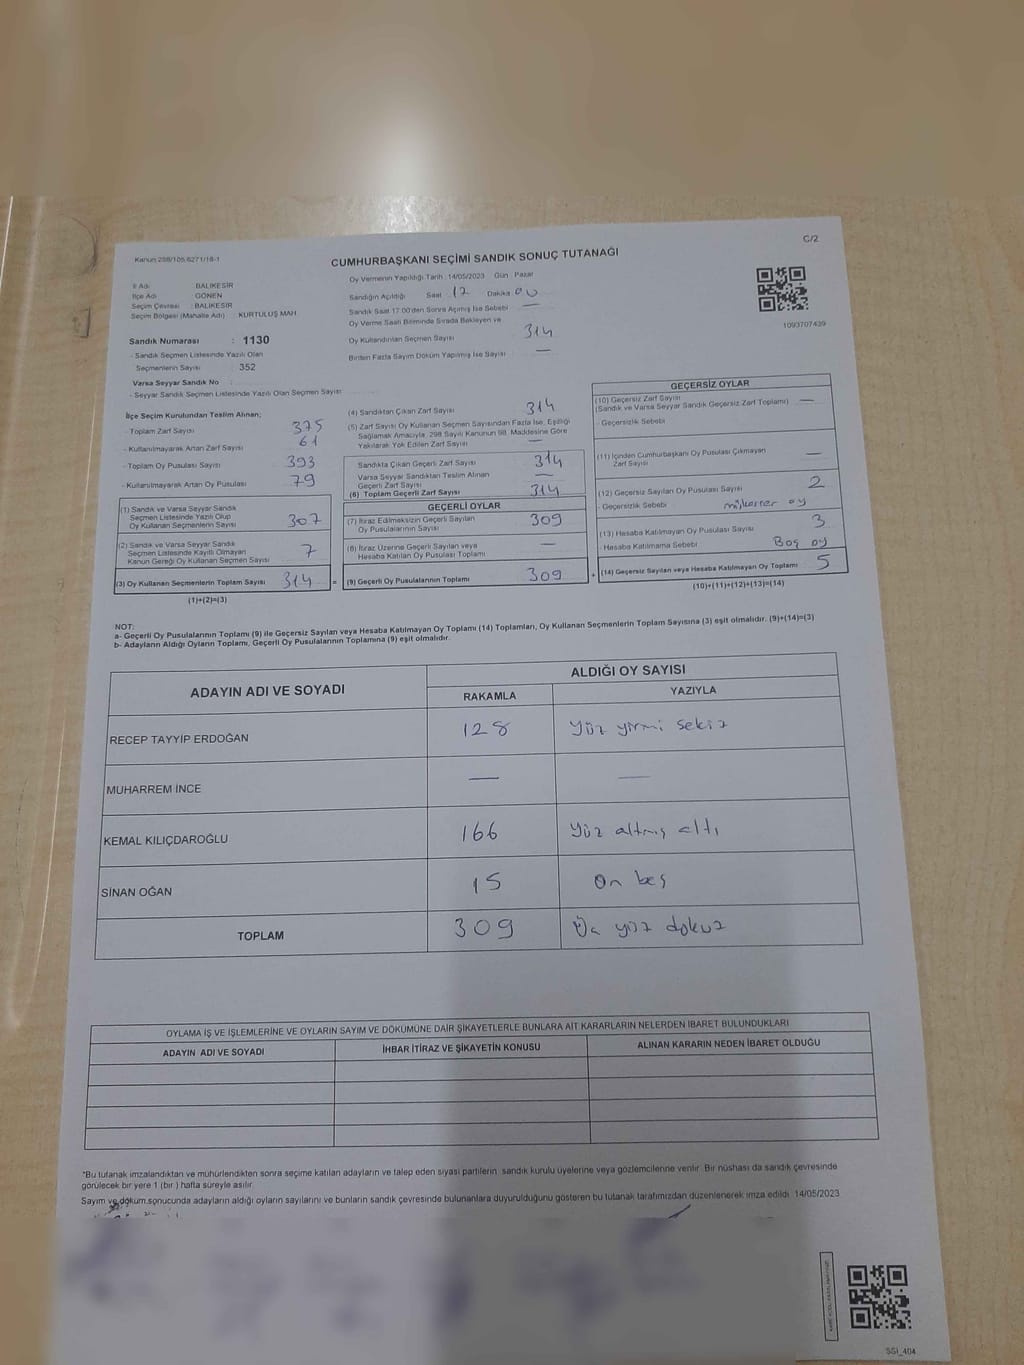 C/2
Kanun 298/105,6271/18-1
CUMHURBAŞKANI SEÇİMİ SANDIK SONUÇ TUTANAĞI
İl Adı : BALIKESİR
İlçe Adı : GÖNEN
Seçim Çevresi : BALIKESİR
Seçim Bölgesi (Mahalle Adı) : KURTULUŞ MAH.
Sandık Numarası : 1130
- Sandık Seçmen Listesinde Yazılı Olan
Seçmenlerin Sayısı : 352
Varsa Seyyar Sandık No :
- Seyyar Sandık Seçmen Listesinde Yazılı Olan Seçmen Sayısı
Oy Vermenin Yapıldığı Tarih : 14/05/2023 Gün : Pazar
Sandığın Açıldığı Saat 17 Dakika 00
Sandık Saat 17:00'den Sonra Açılmış İse Sebebi —
Oy Verme Saati Bitiminde Sırada Bekleyen ve
Oy Kullandırılan Seçmen Sayısı 314
Birden Fazla Sayım Döküm Yapılmış İse Sayısı —
1093707439
İlçe Seçim Kurulundan Teslim Alınan;
- Toplam Zarf Sayısı 375
- Kullanılmayarak Artan Zarf Sayısı 61
- Toplam Oy Pusulası Sayısı 393
- Kullanılmayarak Artan Oy Pusulası 79
(1) Sandık ve Varsa Seyyar Sandık
Seçmen Listesinde Yazılı Olup
Oy Kullanan Seçmenlerin Sayısı 307
(2) Sandık ve Varsa Seyyar Sandık
Seçmen Listesinde Kayıtlı Olmayan
Kanun Gereği Oy Kullanan Seçmen Sayısı 7
(3) Oy Kullanan Seçmenlerin Toplam Sayısı 314 =
(1)+(2)=(3)
(4) Sandıktan Çıkan Zarf Sayısı 314
(5) Zarf Sayısı Oy Kullanan Seçmen Sayısından Fazla İse, Eşitliği
Sağlamak Amacıyla, 298 Sayılı Kanunun 98. Maddesine Göre
Yakılarak Yok Edilen Zarf Sayısı —
Sandıkta Çıkan Geçerli Zarf Sayısı 314
Varsa Seyyar Sandıktan Teslim Alınan
Geçerli Zarf Sayısı —
(6) Toplam Geçerli Zarf Sayısı 314
GEÇERLİ OYLAR
(7) İtiraz Edilmeksizin Geçerli Sayılan
Oy Pusulalarının Sayısı 309
(8) İtiraz Üzerine Geçerli Sayılan veya
Hesaba Katılan Oy Pusulası Toplamı —
(9) Geçerli Oy Pusulalarının Toplamı 309 +
GEÇERSİZ OYLAR
(10) Geçersiz Zarf Sayısı
(Sandık ve Varsa Seyyar Sandık Geçersiz Zarf Toplamı) —
- Geçersizlik Sebebi
(11) İçinden Cumhurbaşkanı Oy Pusulası Çıkmayan
Zarf Sayısı —
(12) Geçersiz Sayılan Oy Pusulası Sayısı 2
- Geçersizlik Sebebi mükerrer oy
(13) Hesaba Katılmayan Oy Pusulası Sayısı 3
- Hesaba Katılmama Sebebi Boş oy
(14) Geçersiz Sayılan veya Hesaba Katılmayan Oy Toplamı 5
(10)+(11)+(12)+(13)=(14)
NOT:
a- Geçerli Oy Pusulalarının Toplamı (9) ile Geçersiz Sayılan veya Hesaba Katılmayan Oy Toplamı (14) Toplamları, Oy Kullanan Seçmenlerin Toplam Sayısına (3) eşit olmalıdır. (9)+(14)=(3)
b- Adayların Aldığı Oyların Toplamı, Geçerli Oy Pusulalarının Toplamına (9) eşit olmalıdır.
ADAYIN ADI VE SOYADI
ALDIĞI OY SAYISI
RAKAMLA YAZIYLA
RECEP TAYYİP ERDOĞAN 128 Yüz yirmi sekiz
MUHARREM İNCE — —
KEMAL KILIÇDAROĞLU 166 Yüz altmış altı
SİNAN OĞAN 15 On beş
TOPLAM 309 Üç yüz dokuz
OYLAMA İŞ VE İŞLEMLERİNE VE OYLARIN SAYIM VE DÖKÜMÜNE DAİR ŞİKAYETLERLE BUNLARA AİT KARARLARIN NELERDEN İBARET BULUNDUKLARI
ADAYIN ADI VE SOYADI İHBAR İTİRAZ VE ŞİKAYETİN KONUSU ALINAN KARARIN NEDEN İBARET OLDUĞU
*Bu tutanak imzalandıktan ve mühürlendikten sonra seçime katılan adayların ve talep eden siyasi partilerin, sandık kurulu üyelerine veya gözlemcilerine verilir. Bir nüshası da sandık çevresinde
görülecek bir yere 1 (bir) hafta süreyle asılır.
Sayım ve döküm sonucunda adayların aldığı oyların sayılarını ve bunların sandık çevresinde bulunanlara duyurulduğunu gösteren bu tutanak tarafımızdan düzenlenerek imza edildi. 14/05/2023
SSI_404